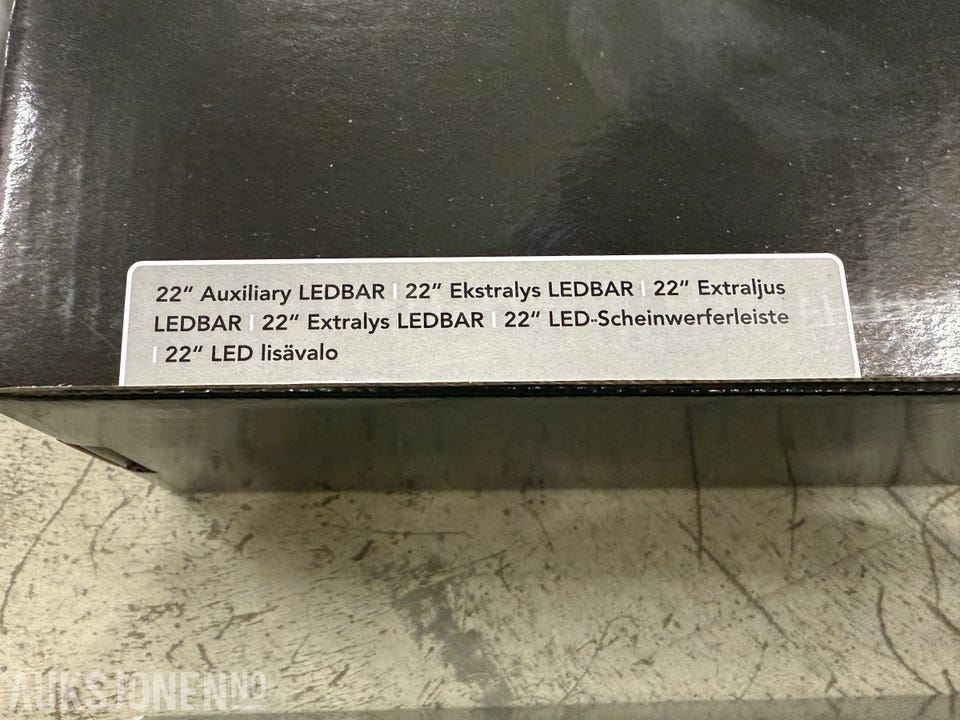 22" Auxiliary LEDBAR | 22" Ekstralys LEDBAR | 22" Extraljus
LEDBAR | 22" Extralys LEDBAR | 22" LED-Scheinwerferleiste
| 22" LED lisävalo
AUKSJONEN.NO